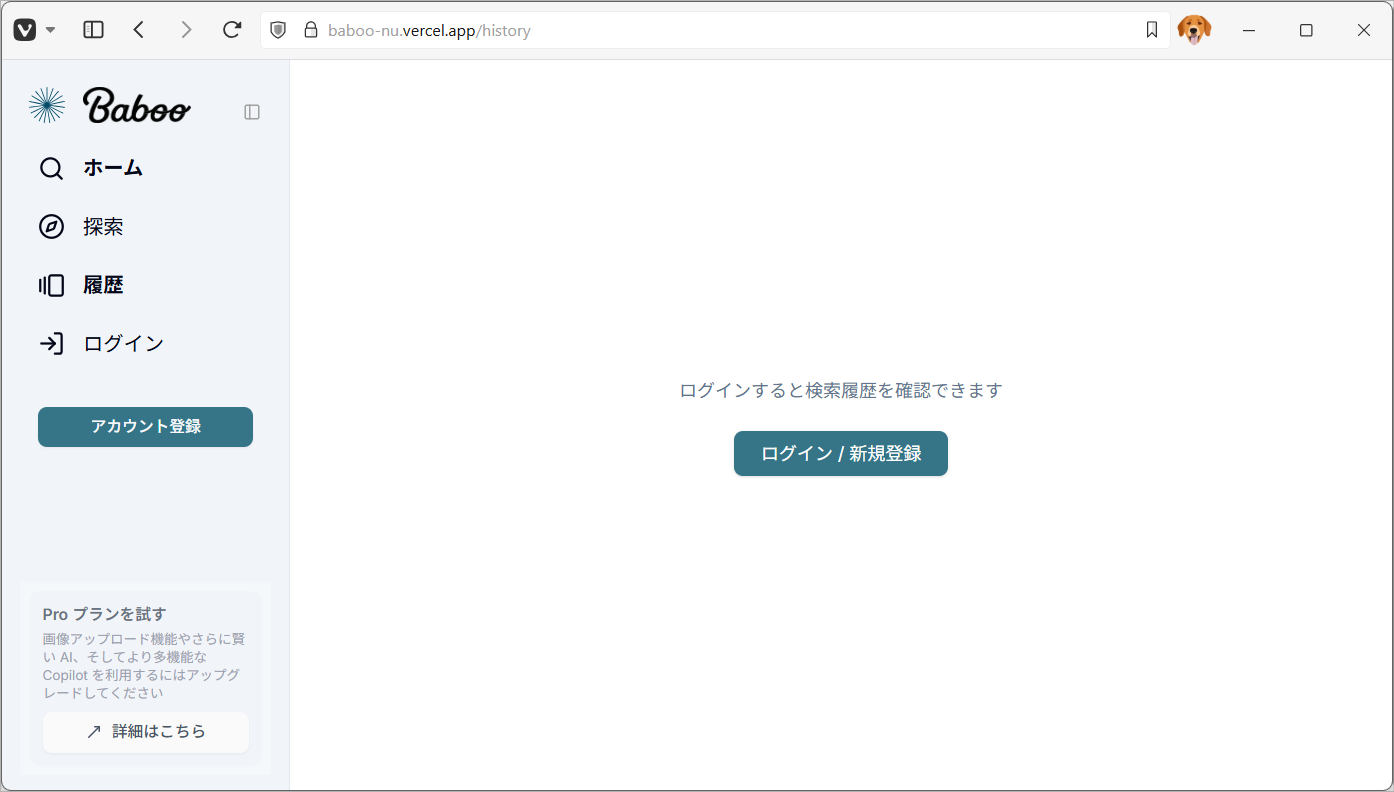 baboo-nu.vercel.app/history
Baboo
ホーム
探索
履歴
ログイン
アカウント登録
ログインすると検索履歴を確認できます
ログイン / 新規登録
Pro プランを試す
画像アップロード機能やさらに賢
い AI、そしてより多機能な
Copilot を利用するにはアップグ
レードしてください
↗ 詳細はこちら